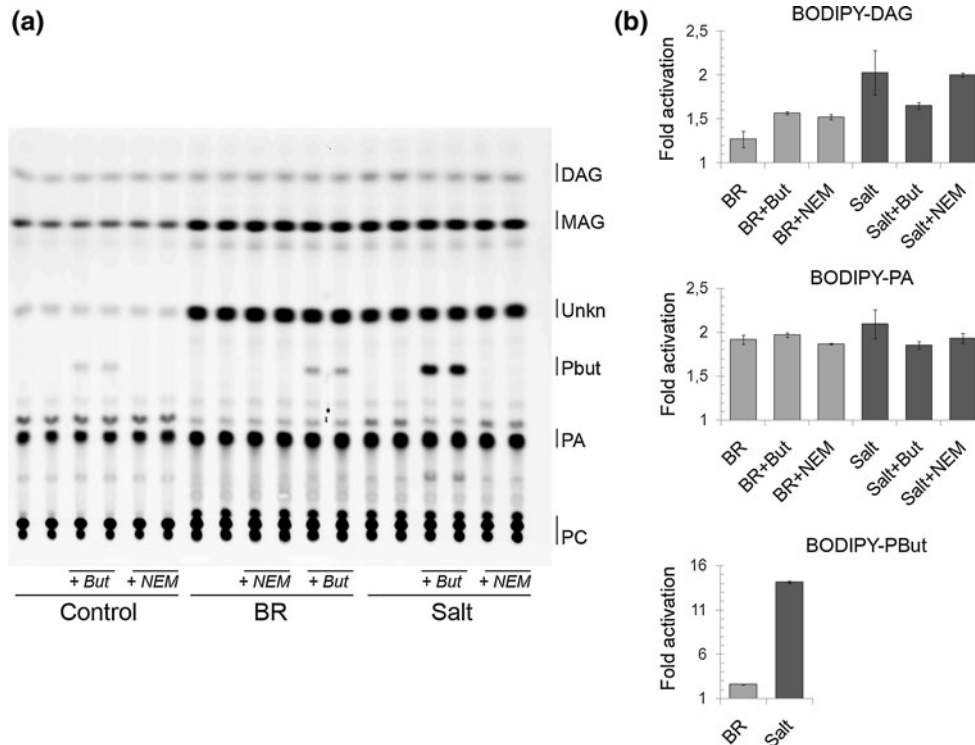 (a)
DAG
MAG
Unkn
Pbut
PA
PC
+ But + NEM + NEM + But + But + NEM
Control BR Salt
(b)
BODIPY-DAG
Fold activation
2,5
2
1,5
1
BR BR+But BR+NEM Salt Salt+But Salt+NEM
BODIPY-PA
Fold activation
2,5
2
1,5
1
BR BR+But BR+NEM Salt Salt+But Salt+NEM
BODIPY-PBut
Fold activation
16
11
6
1
BR Salt